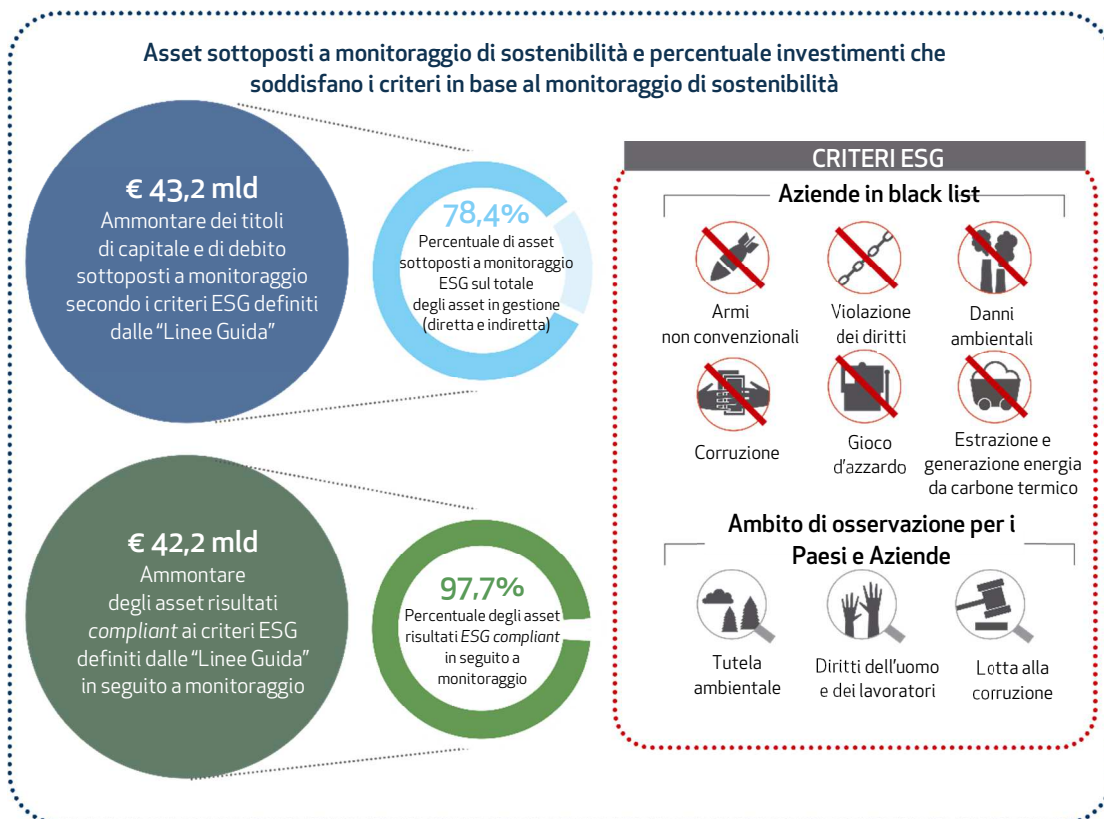 Asset sottoposti a monitoraggio di sostenibilità e percentuale investimenti che
soddisfano i criteri in base al monitoraggio di sostenibilità
€ 43,2 mld
Ammontare dei titoli
di capitale e di debito
sottoposti a monitoraggio
secondo i criteri ESG definiti
dalle “Linee Guida”
78,4%
Percentuale di asset
sottoposti a monitoraggio
ESG sul totale
degli asset in gestione
(diretta e indiretta)
€ 42,2 mld
Ammontare
degli asset risultati
compliant ai criteri ESG
definiti dalle “Linee Guida”
in seguito a monitoraggio
97,7%
Percentuale degli asset
risultati ESG compliant
in seguito a
monitoraggio
CRITERI ESG
Aziende in black list
Armi
non convenzionali
Violazione
dei diritti
Danni
ambientali
Corruzione
Gioco
d'azzardo
Estrazione e
generazione energia
da carbone termico
Ambito di osservazione per i
Paesi e Aziende
Tutela
ambientale
Diritti dell'uomo
e dei lavoratori
Lotta alla
corruzione